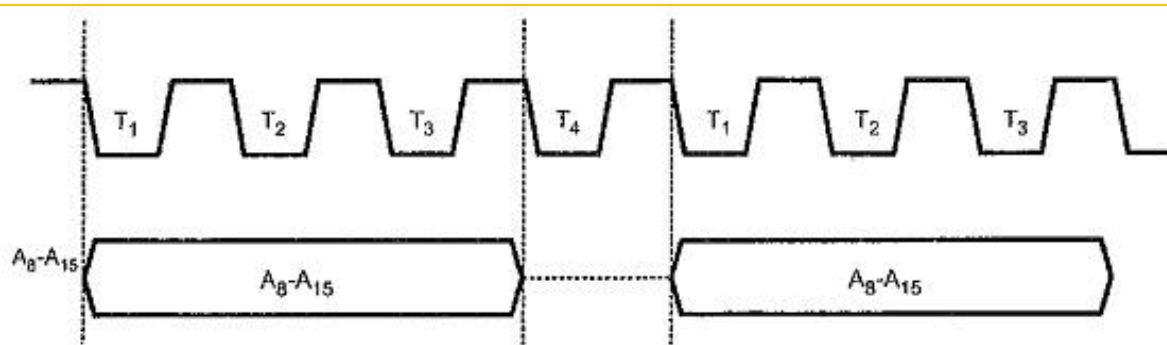 T₁ T₂ T₃ T₄ T₁ T₂ T₃
A₈-A₁₅ A₈-A₁₅ A₈-A₁₅